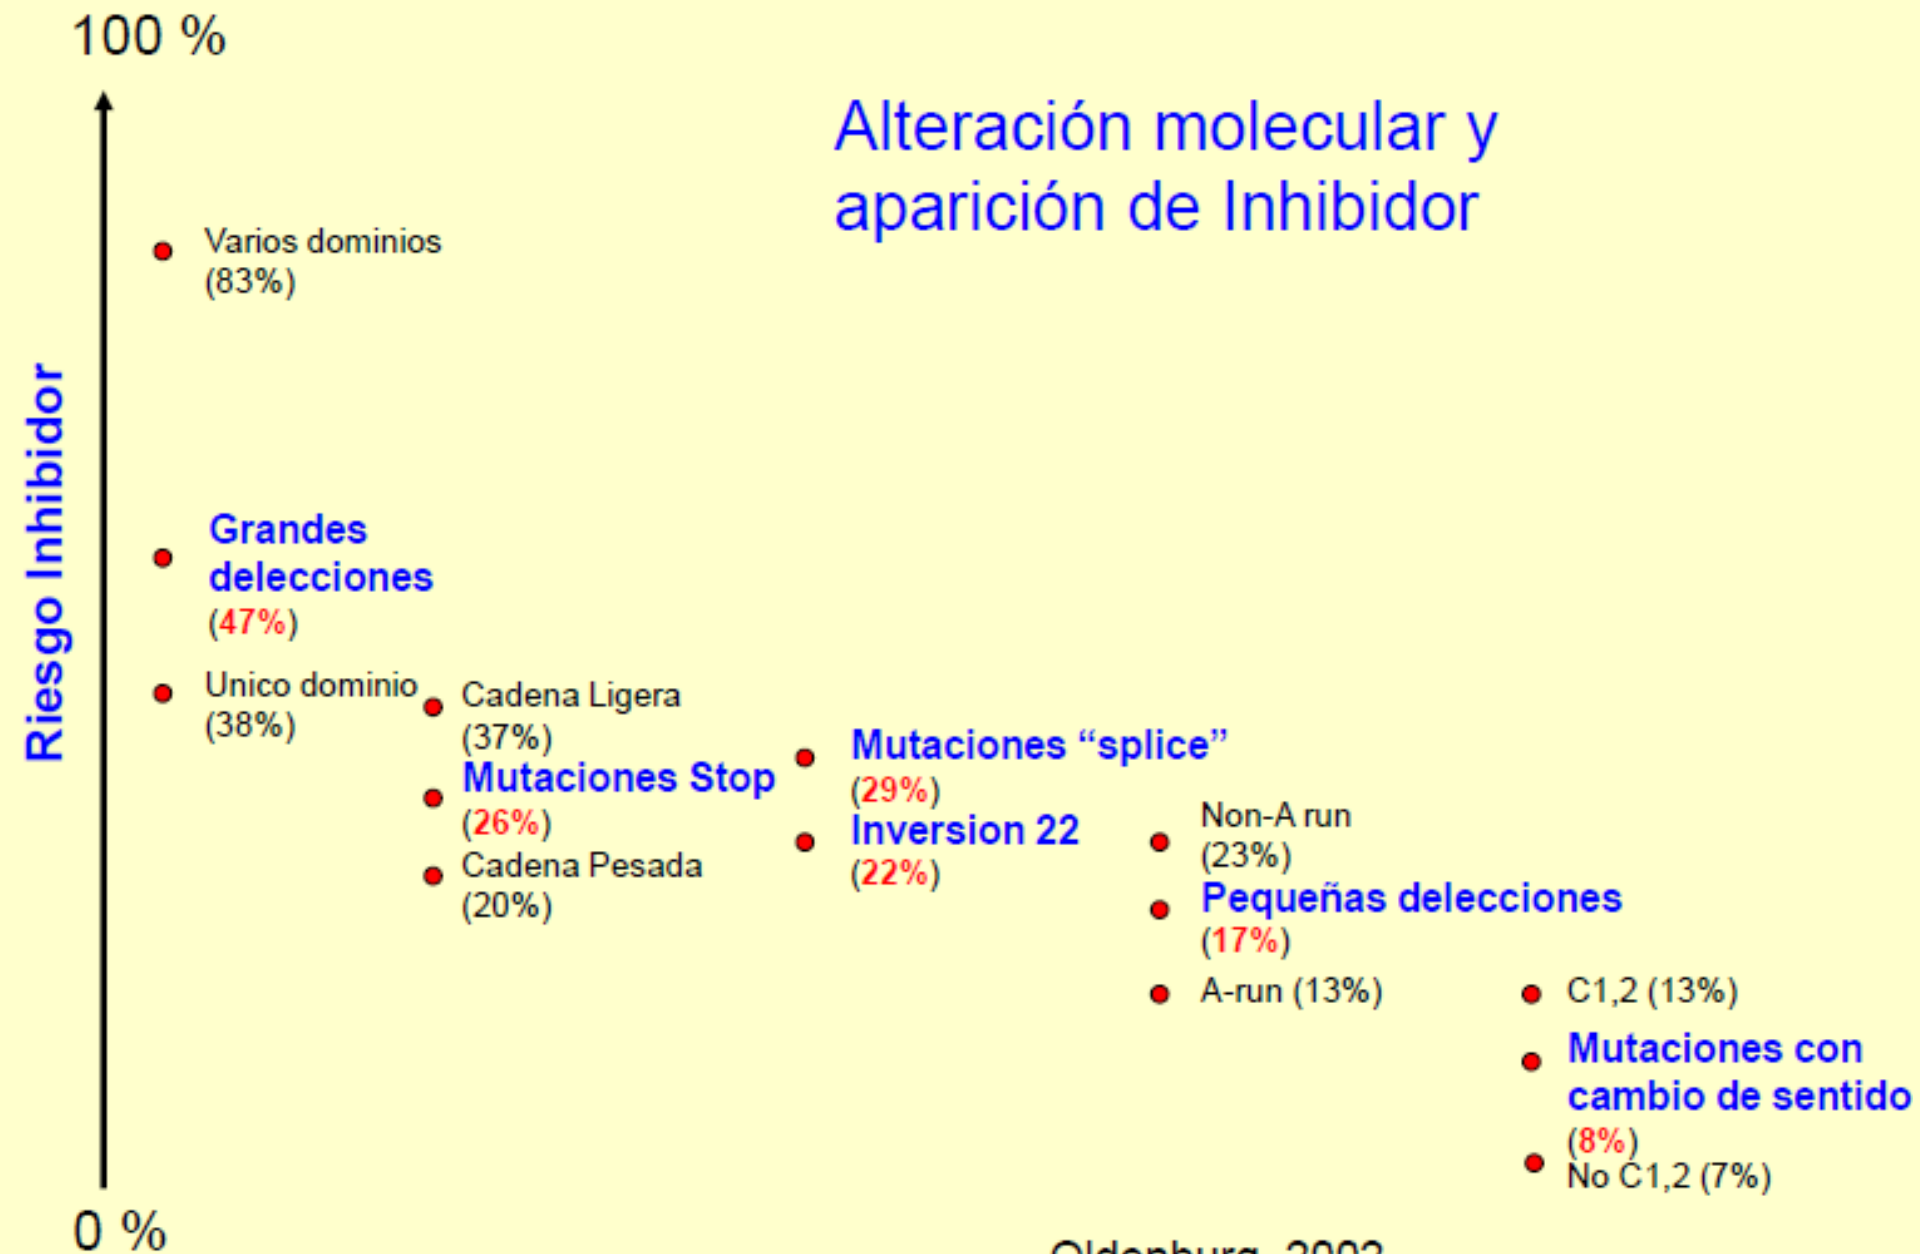 100 %
Alteración molecular y
aparición de Inhibidor
Riesgo Inhibidor
Varios dominios
(83%)
Grandes
delecciones
(47%)
Unico dominio
(38%)
Cadena Ligera
(37%)
Mutaciones Stop
(26%)
Cadena Pesada
(20%)
Mutaciones “splice”
(29%)
Inversion 22
(22%)
Non-A run
(23%)
Pequeñas delecciones
(17%)
A-run (13%)
C1,2 (13%)
Mutaciones con
cambio de sentido
(8%)
No C1,2 (7%)
0 %
Oldenburg, 2002